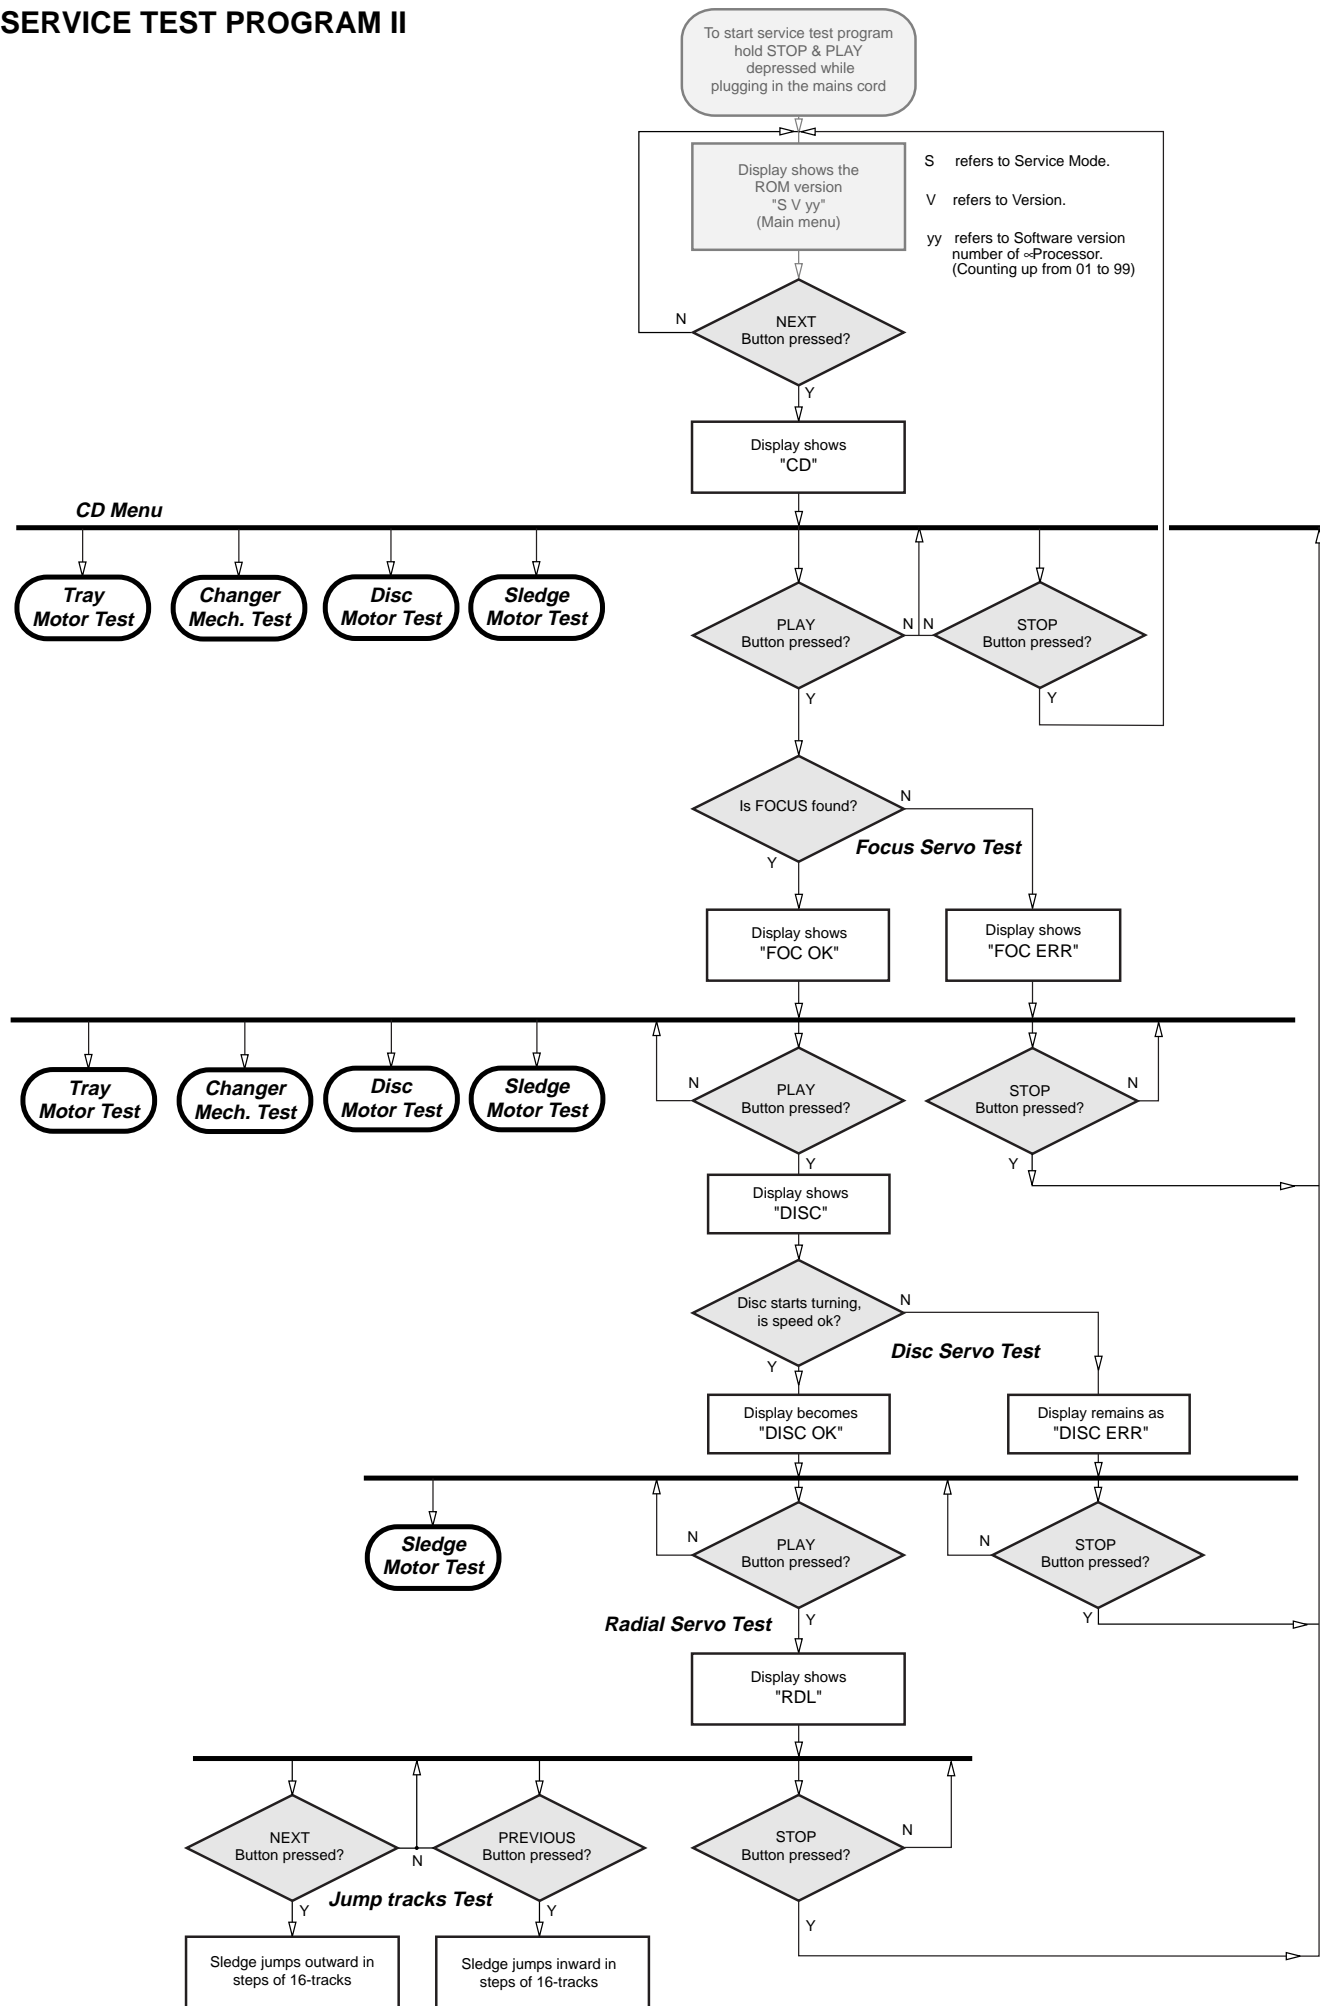 SERVICE TEST PROGRAM II
To start service test program
hold STOP & PLAY
depressed while
plugging in the mains cord
Display shows the
ROM version
"S V yy"
(Main menu)
S refers to Service Mode.
V refers to Version.
yy refers to Software version
number of ∝Processor.
(Counting up from 01 to 99)
NEXT
Button pressed?
N
Y
Display shows
"CD"
CD Menu
Tray
Motor Test
Changer
Mech. Test
Disc
Motor Test
Sledge
Motor Test
PLAY
Button pressed?
N
N
STOP
Button pressed?
Y
Y
Is FOCUS found?
N
Y
Focus Servo Test
Display shows
"FOC OK"
Display shows
"FOC ERR"
Tray
Motor Test
Changer
Mech. Test
Disc
Motor Test
Sledge
Motor Test
N
PLAY
Button pressed?
STOP
Button pressed?
N
Y
Y
Display shows
"DISC"
Disc starts turning,
is speed ok?
N
Y
Disc Servo Test
Display becomes
"DISC OK"
Display remains as
"DISC ERR"
Sledge
Motor Test
N
PLAY
Button pressed?
N
STOP
Button pressed?
Y
Y
Radial Servo Test
Display shows
"RDL"
NEXT
Button pressed?
N
PREVIOUS
Button pressed?
STOP
Button pressed?
N
Jump tracks Test
Y
Y
Y
Sledge jumps outward in
steps of 16-tracks
Sledge jumps inward in
steps of 16-tracks